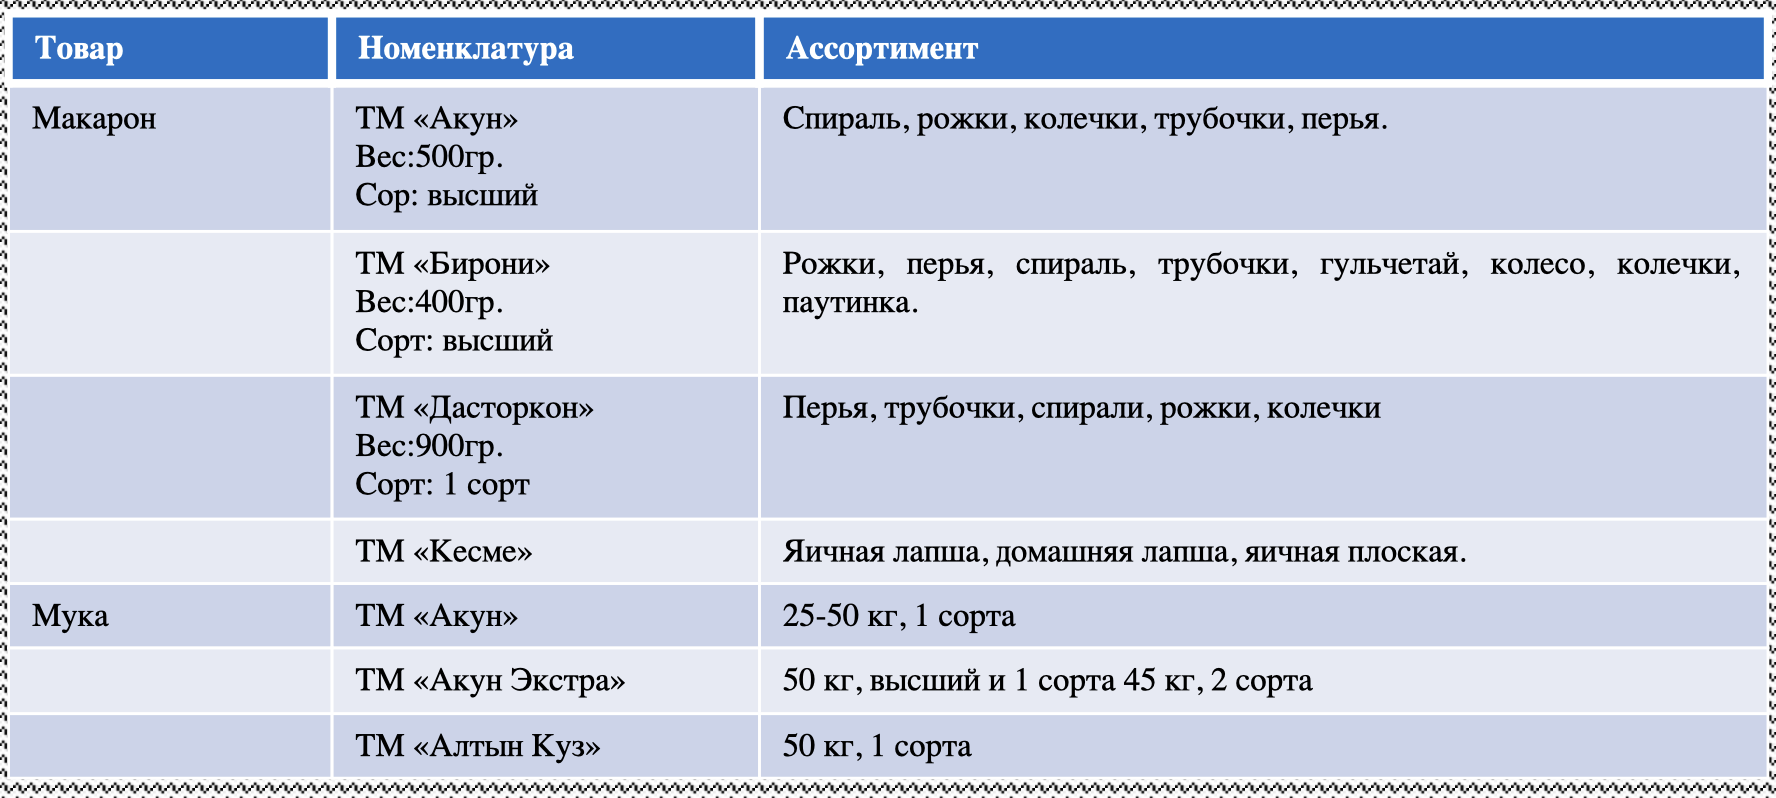 Товар Номенклатура Ассортимент
Макарон ТМ «Акун» Спираль, рожки, колечки, трубочки, перья.
Вес:500гр.
Сор: высший
ТМ «Бирони» Рожки, перья, спираль, трубочки, гульчетай, колесо, колечки,
Вес:400гр. паутинка.
Сорт: высший
ТМ «Дасторкон» Перья, трубочки, спирали, рожки, колечки
Вес:900гр.
Сорт: 1 сорт
ТМ «Кесме» Яичная лапша, домашняя лапша, яичная плоская.
Мука ТМ «Акун» 25-50 кг, 1 сорта
ТМ «Акун Экстра» 50 кг, высший и 1 сорта 45 кг, 2 сорта
ТМ «Алтын Куз» 50 кг, 1 сорта